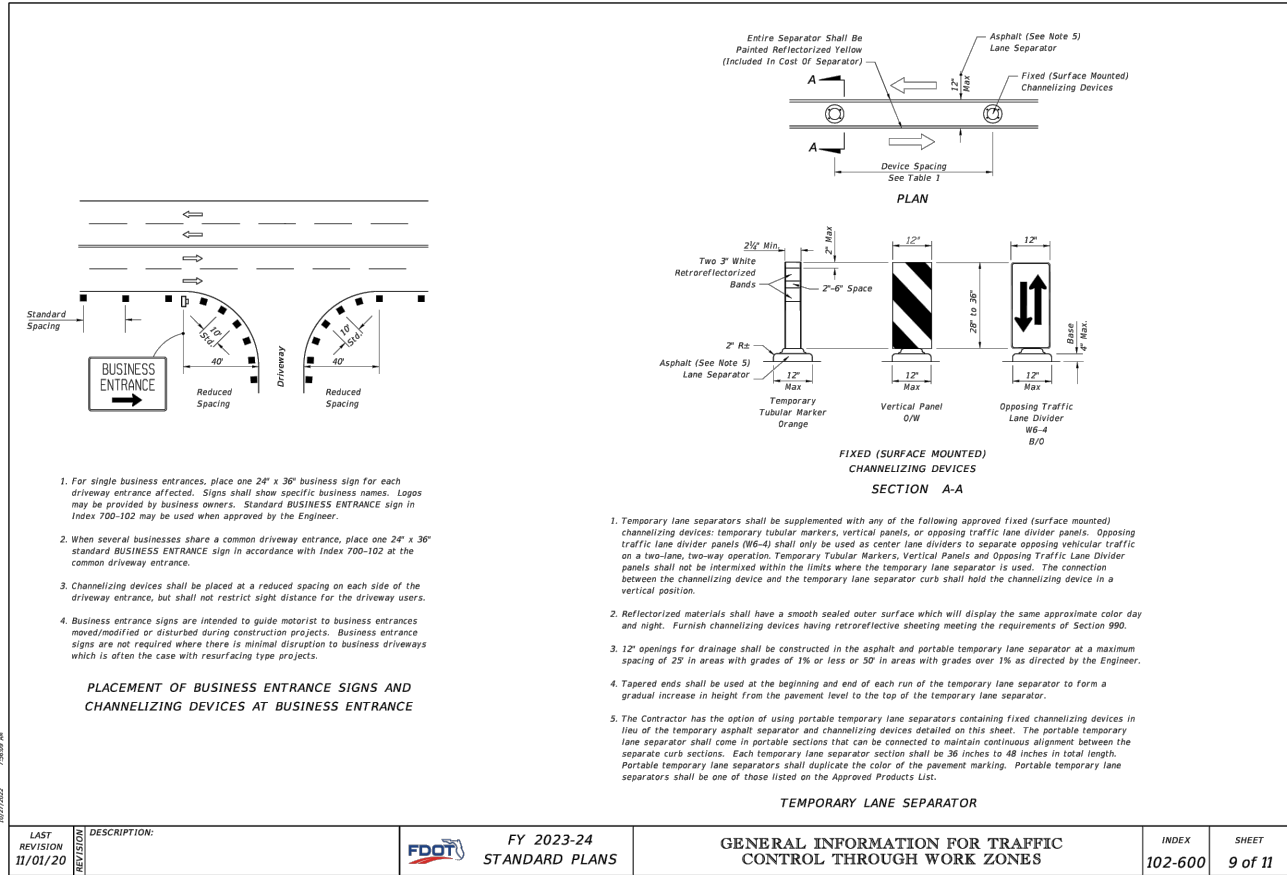 Standard
Spacing
BUSINESS
ENTRANCE
10'
Std.
40'
Reduced
Spacing
Driveway
10'
Std.
40'
Reduced
Spacing
1. For single business entrances, place one 24" x 36" business sign for each
driveway entrance affected. Signs shall show specific business names. Logos
may be provided by business owners. Standard BUSINESS ENTRANCE sign in
Index 700-102 may be used when approved by the Engineer.
2. When several businesses share a common driveway entrance, place one 24" x 36"
standard BUSINESS ENTRANCE sign in accordance with Index 700-102 at the
common driveway entrance.
3. Channelizing devices shall be placed at a reduced spacing on each side of the
driveway entrance, but shall not restrict sight distance for the driveway users.
4. Business entrance signs are intended to guide motorist to business entrances
moved/modified or disturbed during construction projects. Business entrance
signs are not required where there is minimal disruption to business driveways
which is often the case with resurfacing type projects.
PLACEMENT OF BUSINESS ENTRANCE SIGNS AND
CHANNELIZING DEVICES AT BUSINESS ENTRANCE
Entire Separator Shall Be
Painted Reflectorized Yellow
(Included In Cost Of Separator)
Asphalt (See Note 5)
Lane Separator
Fixed (Surface Mounted)
Channelizing Devices
12"
Max
A
A
Device Spacing
See Table 1
PLAN
2¼" Min.
2" Max
Two 3" White
Retroreflectorized
Bands
2"-6" Space
2" R±
Asphalt (See Note 5)
Lane Separator
12"
Max
Temporary
Tubular Marker
Orange
12"
12"
Max
Vertical Panel
O/W
28" to 36"
12"
12"
Max
Base
4" Max.
Opposing Traffic
Lane Divider
W6-4
B/O
FIXED (SURFACE MOUNTED)
CHANNELIZING DEVICES
SECTION A-A
1. Temporary lane separators shall be supplemented with any of the following approved fixed (surface mounted)
channelizing devices: temporary tubular markers, vertical panels, or opposing traffic lane divider panels. Opposing
traffic lane divider panels (W6-4) shall only be used as center lane dividers to separate opposing vehicular traffic
on a two-lane, two-way operation. Temporary Tubular Markers, Vertical Panels and Opposing Traffic Lane Divider
panels shall not be intermixed within the limits where the temporary lane separator is used. The connection
between the channelizing device and the temporary lane separator curb shall hold the channelizing device in a
vertical position.
2. Reflectorized materials shall have a smooth sealed outer surface which will display the same approximate color day
and night. Furnish channelizing devices having retroreflective sheeting meeting the requirements of Section 990.
3. 12" openings for drainage shall be constructed in the asphalt and portable temporary lane separator at a maximum
spacing of 25' in areas with grades of 1% or less or 50' in areas with grades over 1% as directed by the Engineer.
4. Tapered ends shall be used at the beginning and end of each run of the temporary lane separator to form a
gradual increase in height from the pavement level to the top of the temporary lane separator.
5. The Contractor has the option of using portable temporary lane separators containing fixed channelizing devices in
lieu of the temporary asphalt separator and channelizing devices detailed on this sheet. The portable temporary
lane separator shall come in portable sections that can be connected to maintain continuous alignment between the
separate curb sections. Each temporary lane separator section shall be 36 inches to 48 inches in total length.
Portable temporary lane separators shall duplicate the color of the pavement marking. Portable temporary lane
separators shall be one of those listed on the Approved Products List.
TEMPORARY LANE SEPARATOR
10/27/2022
LAST
REVISION
11/01/20
REVISION
DESCRIPTION:
FDOT
FY 2023-24
STANDARD PLANS
GENERAL INFORMATION FOR TRAFFIC
CONTROL THROUGH WORK ZONES
INDEX
102-600
SHEET
9 of 11